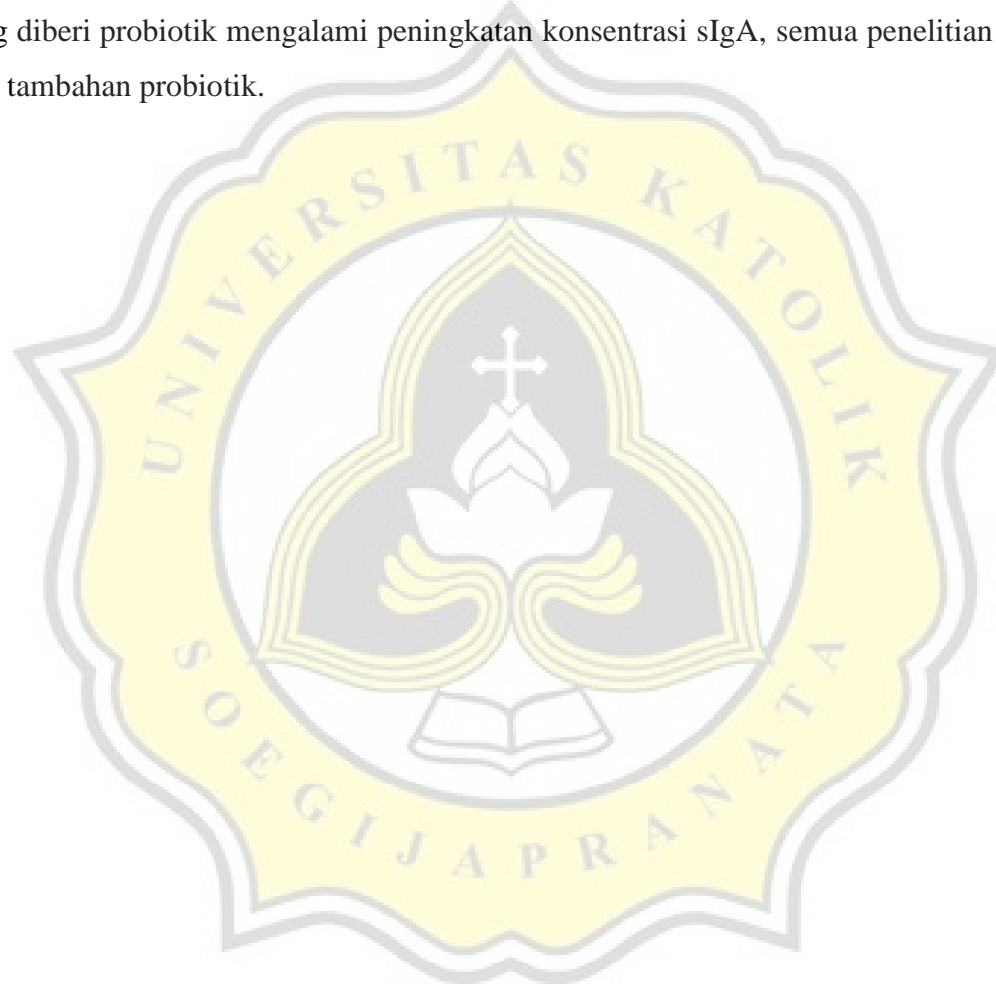 diberi probiotik mengalami peningkatan konsentrasi sIgA, semua penelitian
tambahan probiotik.
UNIVERSITAS KATOLIK
SOEGIJAPRANATA